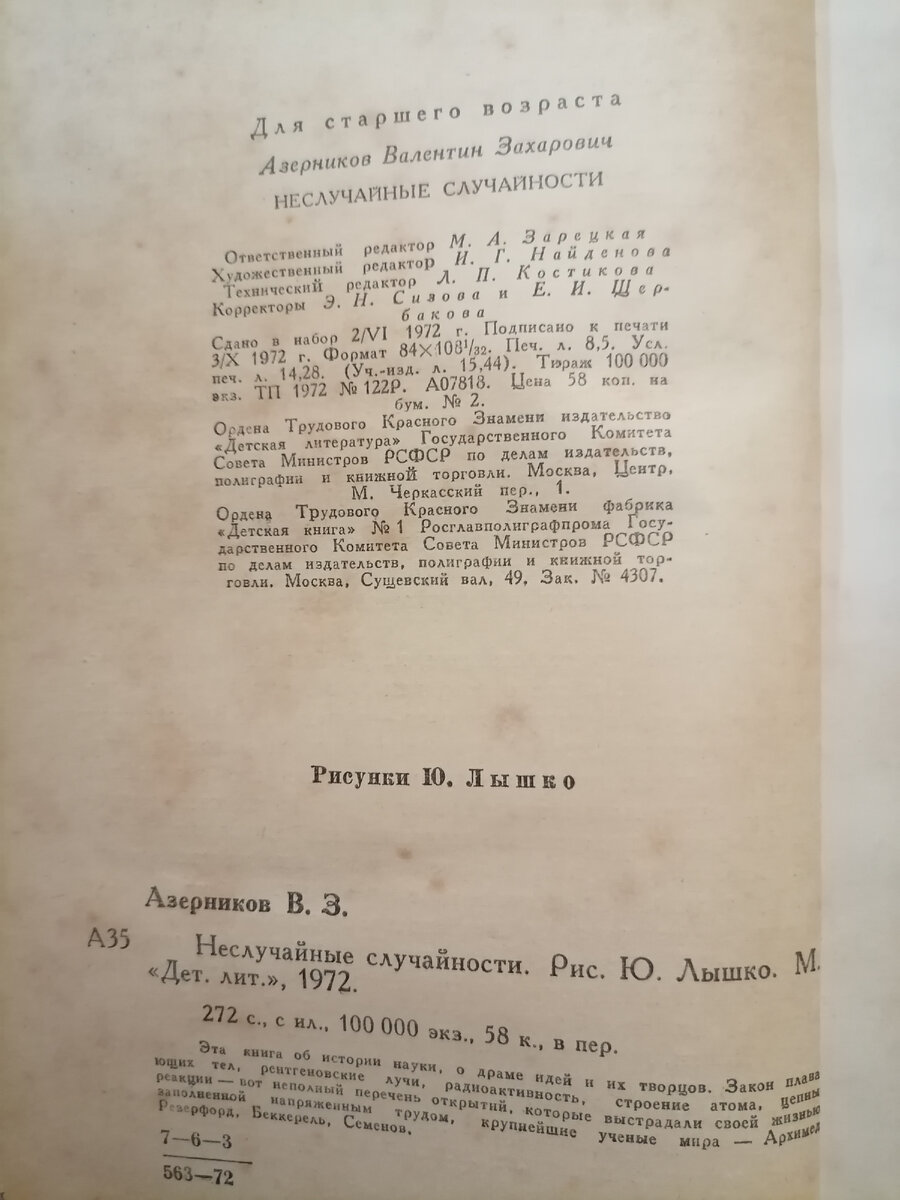 Для старшего возраста
Азерников Валентин Захарович
НЕСЛУЧАЙНЫЕ СЛУЧАЙНОСТИ
Ответственный редактор М. А. Зарецкая
Художественный редактор И. Г. Найденова
Технический редактор Л. П. Костикова
Корректоры Э. Н. Сизова и Е. И. Щер-
бакова
Сдано в набор 2/VI 1972 г. Подписано к печати
3/X 1972 г. Формат 84×108¹/₃₂. Печ. л. 8,5. Усл.
печ. л. 14,28. (Уч.-изд. л. 15,44). Тираж 100 000
экз. ТП 1972 № 122Р. А07818. Цена 58 коп. на
бум. № 2.
Ордена Трудового Красного Знамени издательство
«Детская литература» Государственного Комитета
Совета Министров РСФСР по делам издательств,
полиграфии и книжной торговли. Москва, Центр,
М. Черкасский пер., 1.
Ордена Трудового Красного Знамени фабрика
«Детская книга» № 1 Росглавполиграфпрома Госу-
дарственного Комитета Совета Министров РСФСР
по делам издательств, полиграфии и книжной тор-
говли. Москва, Сущевский вал, 49. Зак. № 4307.
Рисунки Ю. Лышко
Азерников В. З.
А35 Неслучайные случайности. Рис. Ю. Лышко. М.
«Дет. лит.», 1972.
272 с., с ил., 100 000 экз., 58 к., в пер.
Эта книга об истории науки, о драме идей и их творцов. Закон плава
ющих тел, рентгеновские лучи, радиоактивность, строение атома, цепны
реакции — вот неполный перечень открытий, которые выстрадали своей жизнью
заполненной напряженным трудом, крупнейшие ученые мира — Архимед
Резерфорд, Беккерель, Семенов.
7—6—3
563—72